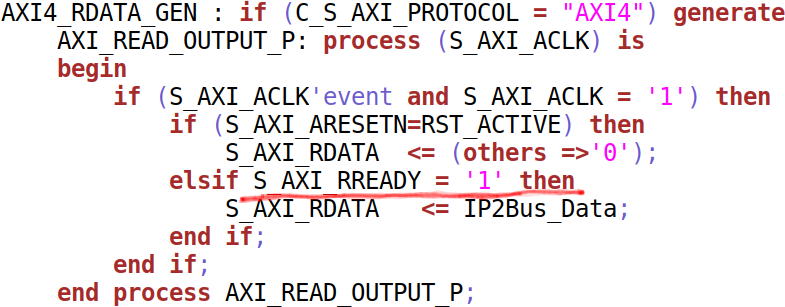 AXI4_RDATA_GEN : if (C_S_AXI_PROTOCOL = "AXI4") generate
    AXI_READ_OUTPUT_P: process (S_AXI_ACLK) is
    begin
        if (S_AXI_ACLK'event and S_AXI_ACLK = '1') then
            if (S_AXI_ARESETN=RST_ACTIVE) then
                S_AXI_RDATA  <= (others =>'0');
            elsif S_AXI_RREADY = '1' then
                S_AXI_RDATA   <= IP2Bus_Data;
            end if;
        end if;
    end process AXI_READ_OUTPUT_P;